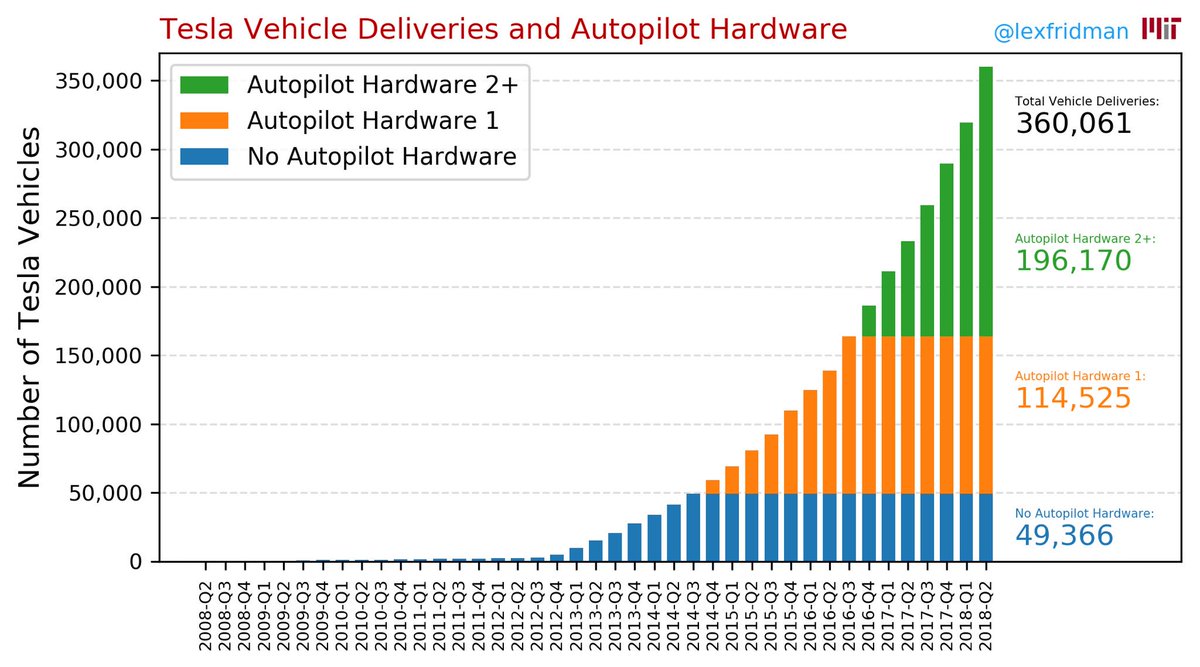 Tesla Vehicle Deliveries and Autopilot Hardware
@lexfridman MIT
Number of Tesla Vehicles
350,000
300,000
250,000
200,000
150,000
100,000
50,000
0
Autopilot Hardware 2+
Autopilot Hardware 1
No Autopilot Hardware
Total Vehicle Deliveries:
360,061
Autopilot Hardware 2+:
196,170
Autopilot Hardware 1:
114,525
No Autopilot Hardware:
49,366
2008-Q2
2008-Q3
2008-Q4
2009-Q1
2009-Q2
2009-Q3
2009-Q4
2010-Q1
2010-Q2
2010-Q3
2010-Q4
2011-Q1
2011-Q2
2011-Q3
2011-Q4
2012-Q1
2012-Q2
2012-Q3
2012-Q4
2013-Q1
2013-Q2
2013-Q3
2013-Q4
2014-Q1
2014-Q2
2014-Q3
2014-Q4
2015-Q1
2015-Q2
2015-Q3
2015-Q4
2016-Q1
2016-Q2
2016-Q3
2016-Q4
2017-Q1
2017-Q2
2017-Q3
2017-Q4
2018-Q1
2018-Q2